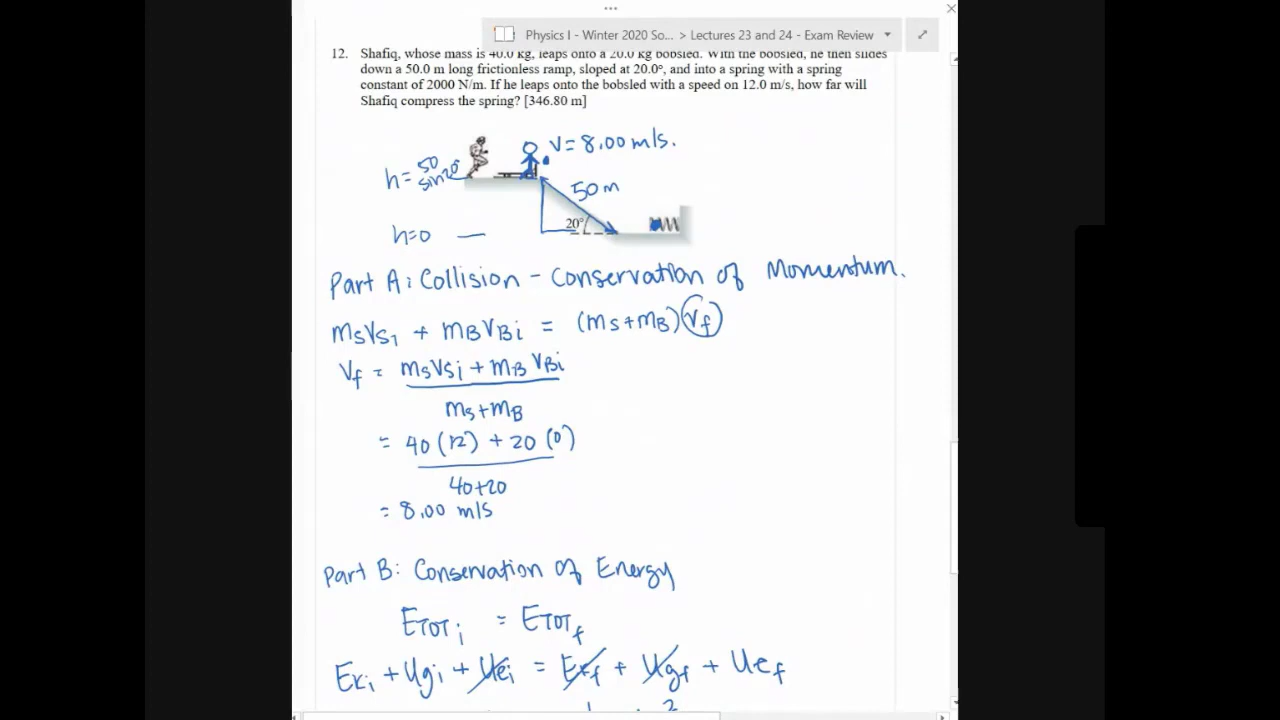 Physics I - Winter 2020 So... > Lectures 23 and 24 - Exam Review
12. Shafiq, whose mass is 40.0 kg, leaps onto a 20.0 kg bobsled. With the bobsled, he then slides
down a 50.0 m long frictionless ramp, sloped at 20.0°, and into a spring with a spring
constant of 2000 N/m. If he leaps onto the bobsled with a speed on 12.0 m/s, how far will
Shafiq compress the spring? [346.80 m]
V = 8.00 m/s.
h = 50 sin20°
50 m
20°
h=0
Part A: Collision - Conservation of Momentum.
msvs1 + mBVBi = (ms+mB)(Vf)
Vf = msVsi + mB VBi
ms+mB
= 40 (12) + 20 (0)
40+20
= 8.00 m/s
Part B: Conservation of Energy
ETOTi = ETOTf
EKi + Ugi + Uei = EKf + Ugf + Uef